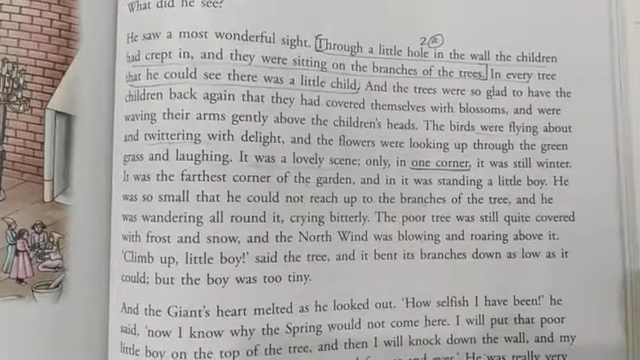 What did he see?
2 a
He saw a most wonderful sight. Through a little hole in the wall the children
had crept in, and they were sitting on the branches of the trees. In every tree
that he could see there was a little child. And the trees were so glad to have the
children back again that they had covered themselves with blossoms, and were
waving their arms gently above the children's heads. The birds were flying about
and twittering with delight, and the flowers were looking up through the green
grass and laughing. It was a lovely scene; only, in one corner, it was still winter.
It was the farthest corner of the garden, and in it was standing a little boy. He
was so small that he could not reach up to the branches of the tree, and he
was wandering all round it, crying bitterly. The poor tree was still quite covered
with frost and snow, and the North Wind was blowing and roaring above it.
'Climb up, little boy!' said the tree, and it bent its branches down as low as it
could; but the boy was too tiny.
And the Giant's heart melted as he looked out. 'How selfish I have been!' he
said, 'now I know why the Spring would not come here. I will put that poor
little boy on the top of the tree, and then I will knock down the wall, and my
and ever.' He was really very